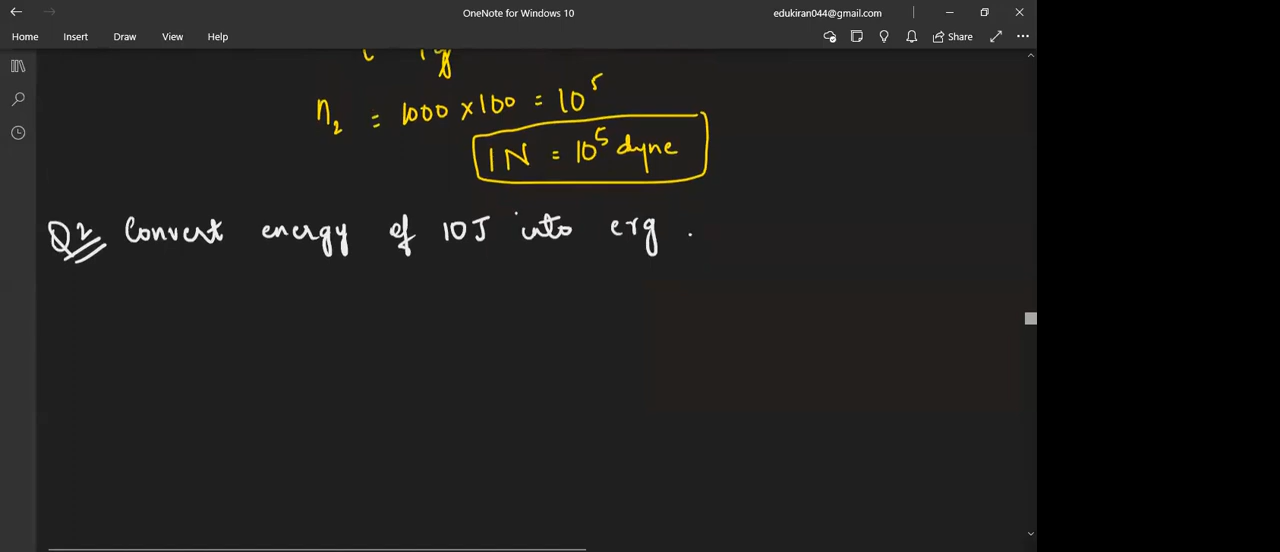 OneNote for Windows 10
edukiran044@gmail.com
Home Insert Draw View Help
Share
n₂ = 1000 × 100 = 10⁵
1 N = 10⁵ dyne
Q2 Convert energy of 10J into erg .